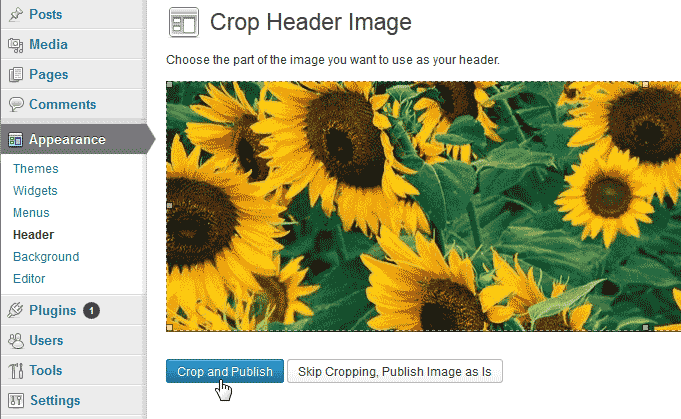 Posts
Media
Pages
Comments
Appearance
Themes
Widgets
Menus
Header
Background
Editor
Plugins 1
Users
Tools
Settings
Crop Header Image
Choose the part of the image you want to use as your header.
Crop and Publish
Skip Cropping, Publish Image as Is